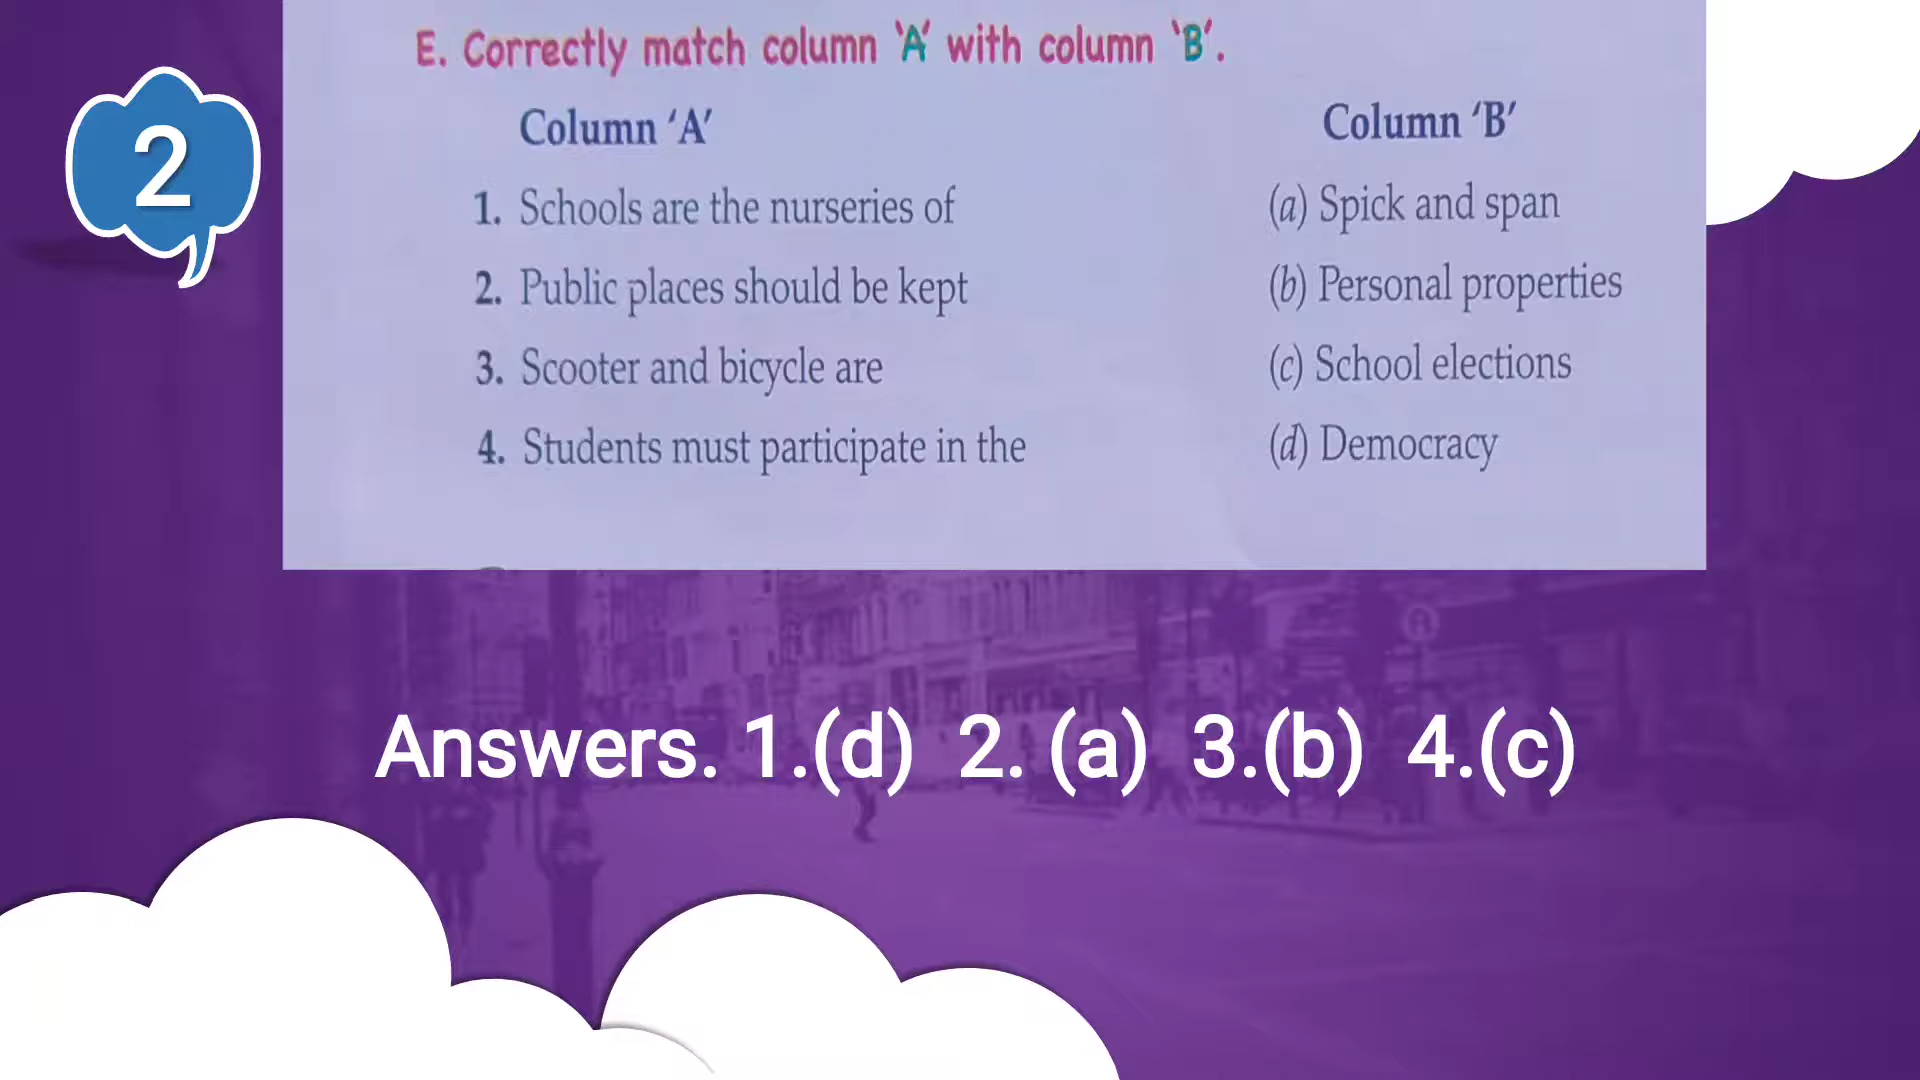 2
E. Correctly match column 'A' with column 'B'.
Column 'A' Column 'B'
1. Schools are the nurseries of (a) Spick and span
2. Public places should be kept (b) Personal properties
3. Scooter and bicycle are (c) School elections
4. Students must participate in the (d) Democracy
Answers. 1.(d) 2. (a) 3.(b) 4.(c)